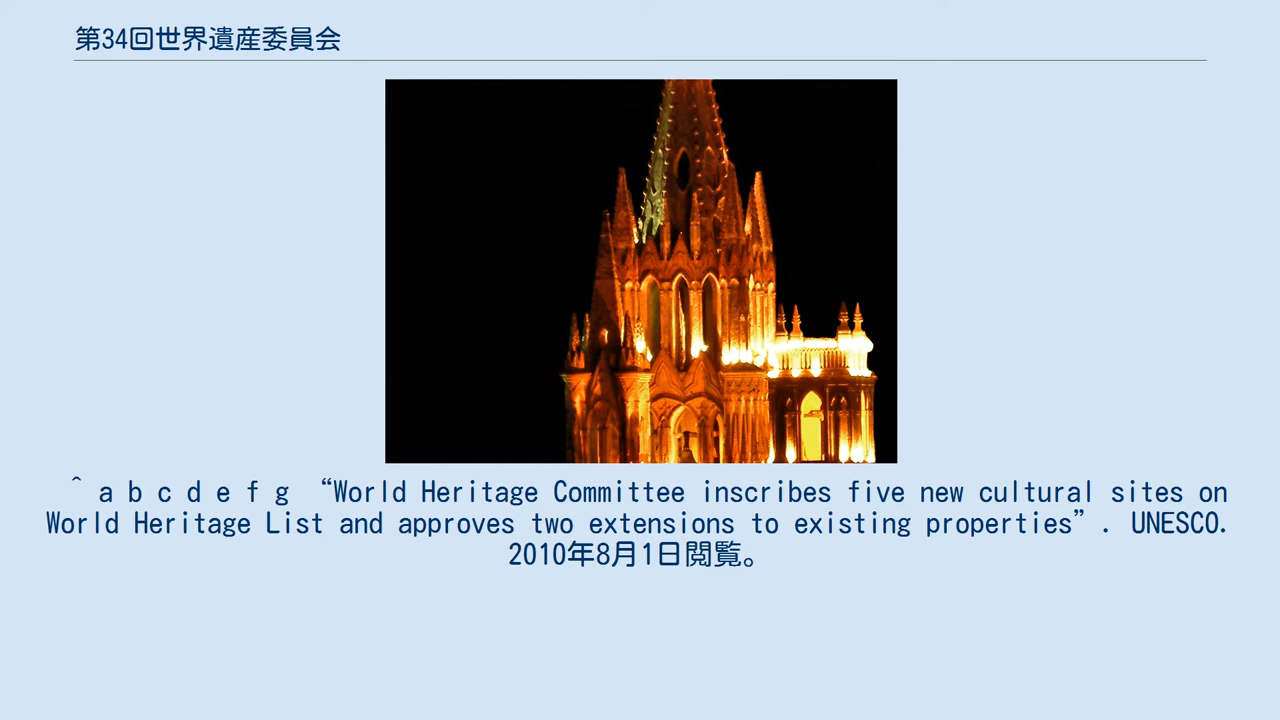 第34回世界遺産委員会
^ a b c d e f g “World Heritage Committee inscribes five new cultural sites on
World Heritage List and approves two extensions to existing properties”. UNESCO.
2010年8月1日閲覧。